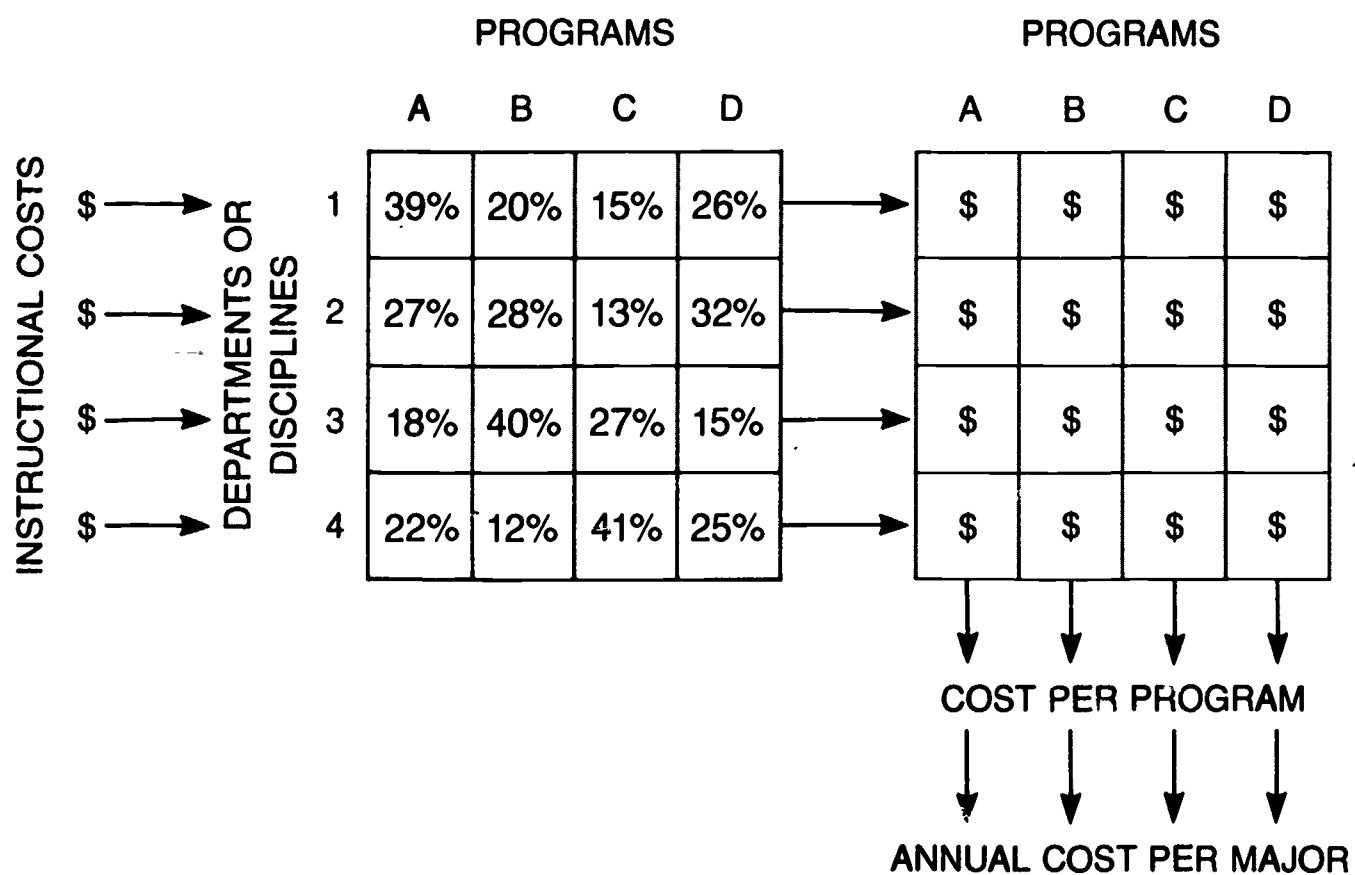 PROGRAMS PROGRAMS
A B C D A B C D
INSTRUCTIONAL COSTS
DEPARTMENTS OR
DISCIPLINES
$ 1 39% 20% 15% 26% $ $ $ $
$ 2 27% 28% 13% 32% $ $ $ $
$ 3 18% 40% 27% 15% $ $ $ $
$ 4 22% 12% 41% 25% $ $ $ $
COST PER PROGRAM
ANNUAL COST PER MAJOR